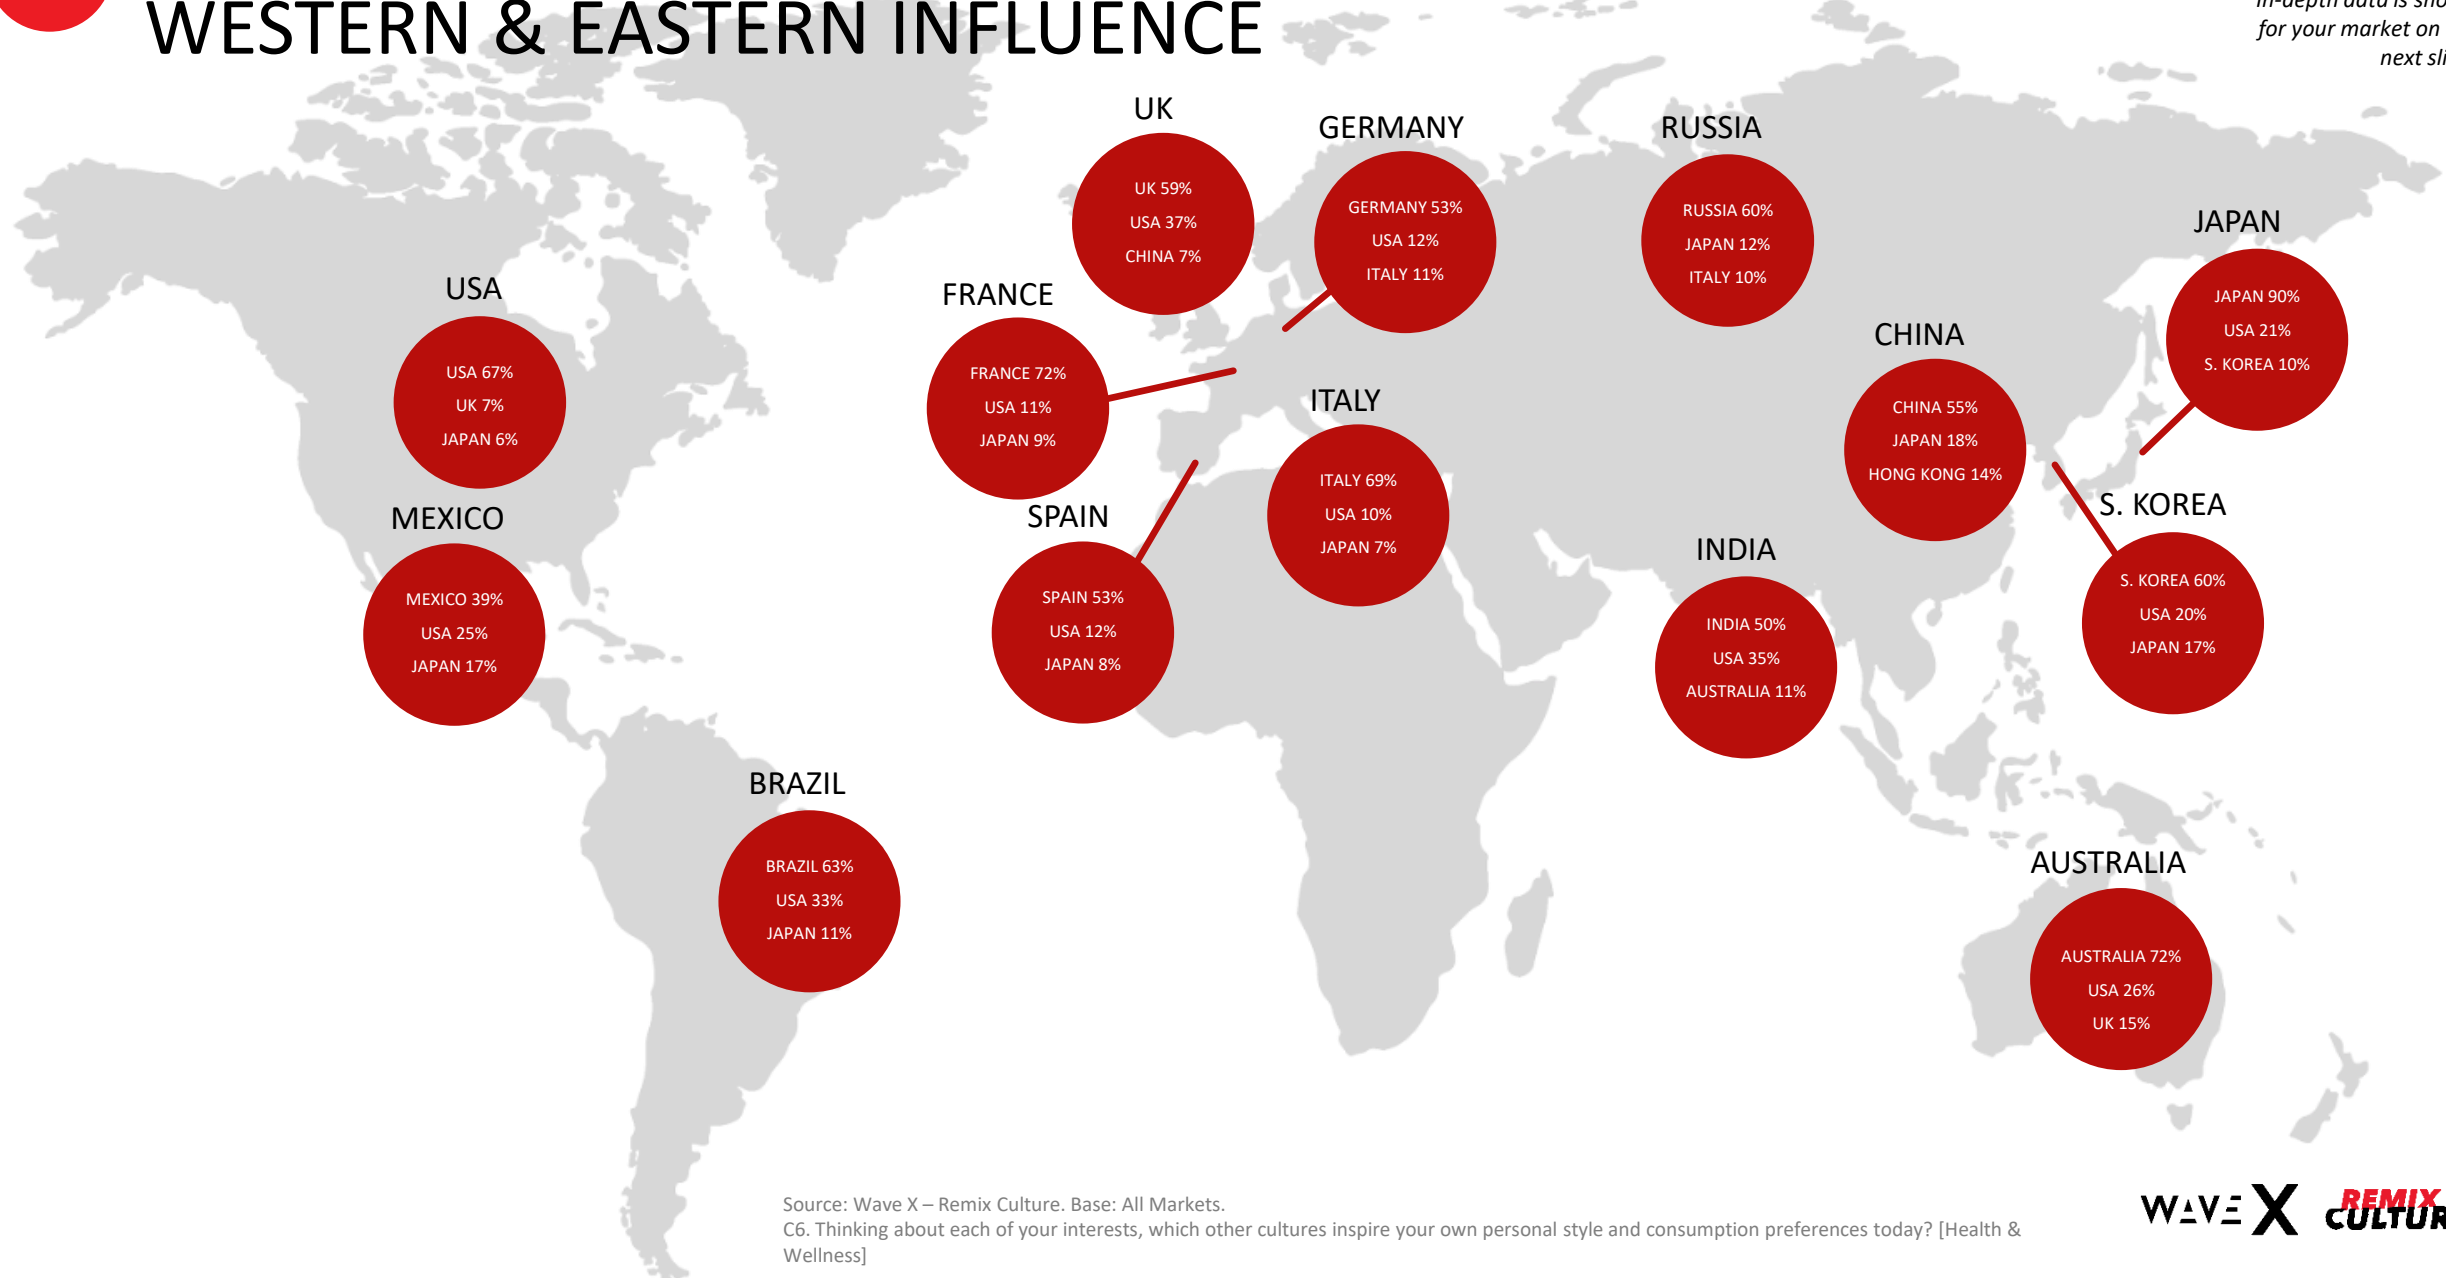 WESTERN & EASTERN INFLUENCE
In-depth data is
for your market on
next
UK
UK 59%
USA 37%
CHINA 7%
GERMANY
GERMANY 53%
USA 12%
ITALY 11%
RUSSIA
RUSSIA 60%
JAPAN 12%
ITALY 10%
JAPAN
JAPAN 90%
USA 21%
S. KOREA 10%
USA
USA 67%
UK 7%
JAPAN 6%
FRANCE
FRANCE 72%
USA 11%
JAPAN 9%
CHINA
CHINA 55%
JAPAN 18%
HONG KONG 14%
ITALY
ITALY 69%
USA 10%
JAPAN 7%
MEXICO
MEXICO 39%
USA 25%
JAPAN 17%
SPAIN
SPAIN 53%
USA 12%
JAPAN 8%
INDIA
INDIA 50%
USA 35%
AUSTRALIA 11%
S. KOREA
S. KOREA 60%
USA 20%
JAPAN 17%
BRAZIL
BRAZIL 63%
USA 33%
JAPAN 11%
AUSTRALIA
AUSTRALIA 72%
USA 26%
UK 15%
Source: Wave X – Remix Culture. Base: All Markets.
C6. Thinking about each of your interests, which other cultures inspire your own personal style and consumption preferences today? [Health &
Wellness]
WAVE X
REMIX
CULTUR